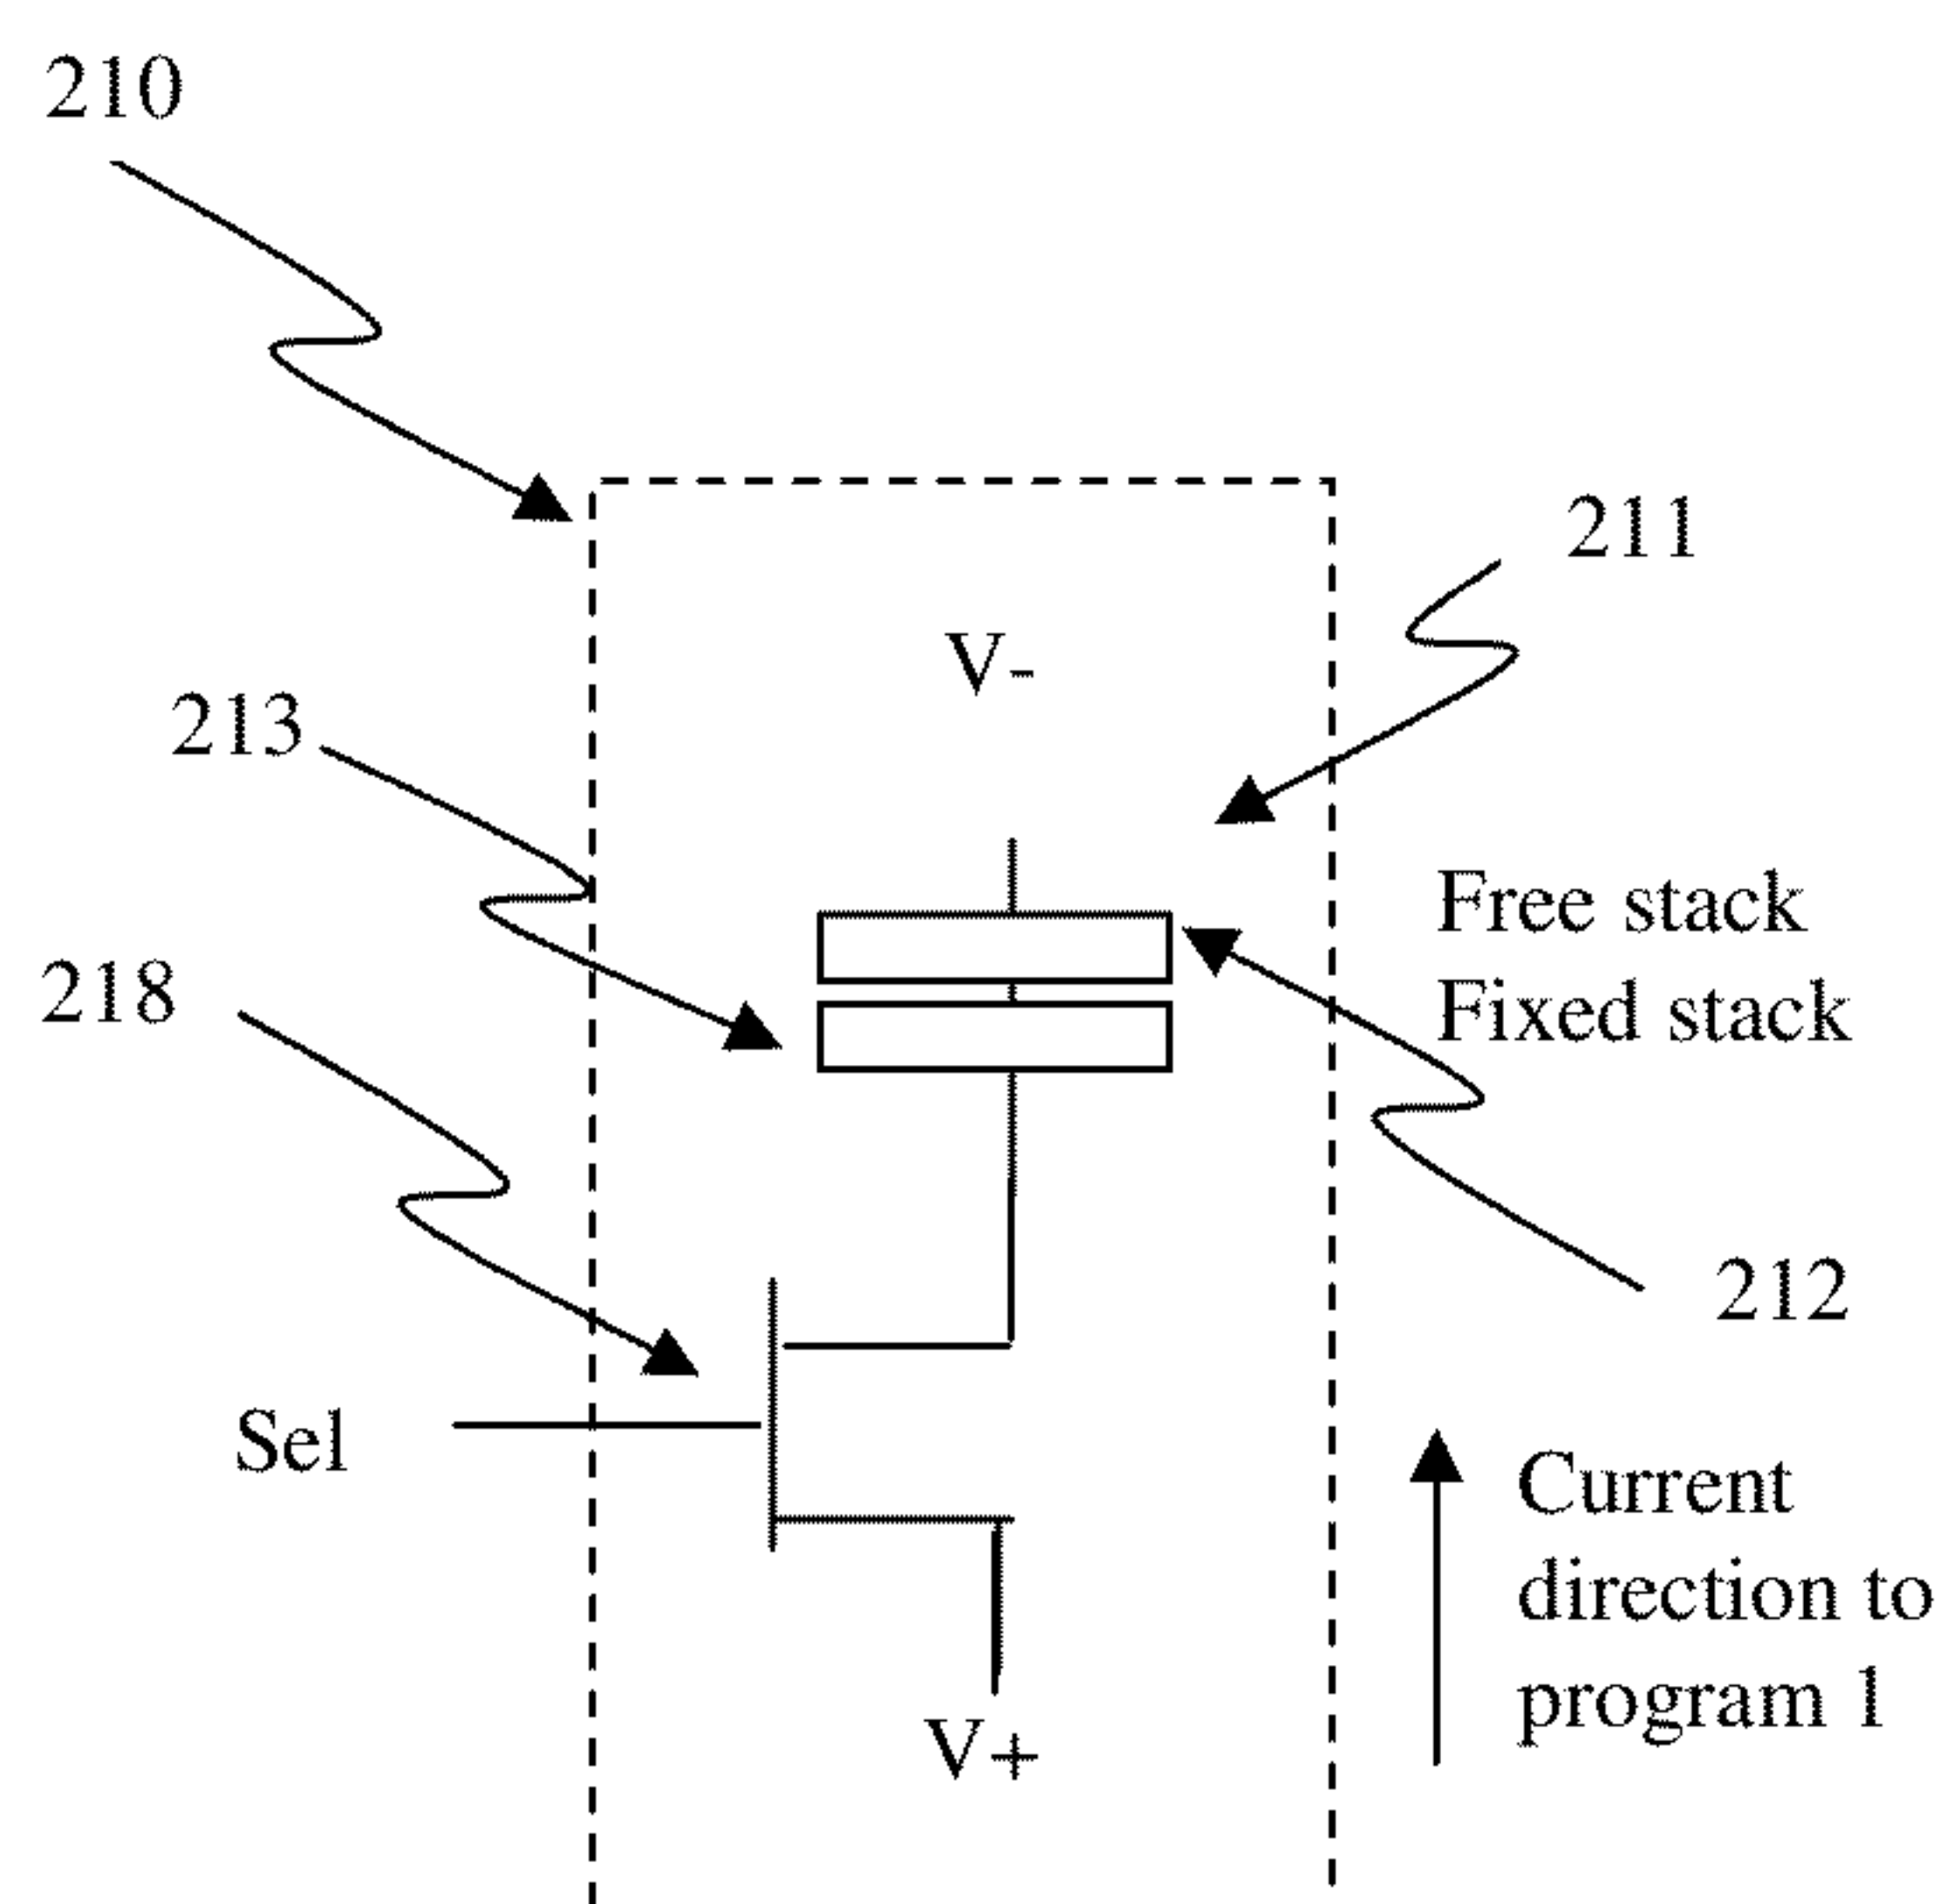 210
211
V-
213
Free stack
218
Fixed stack
212
Sel
Current
direction to
program 1
V+